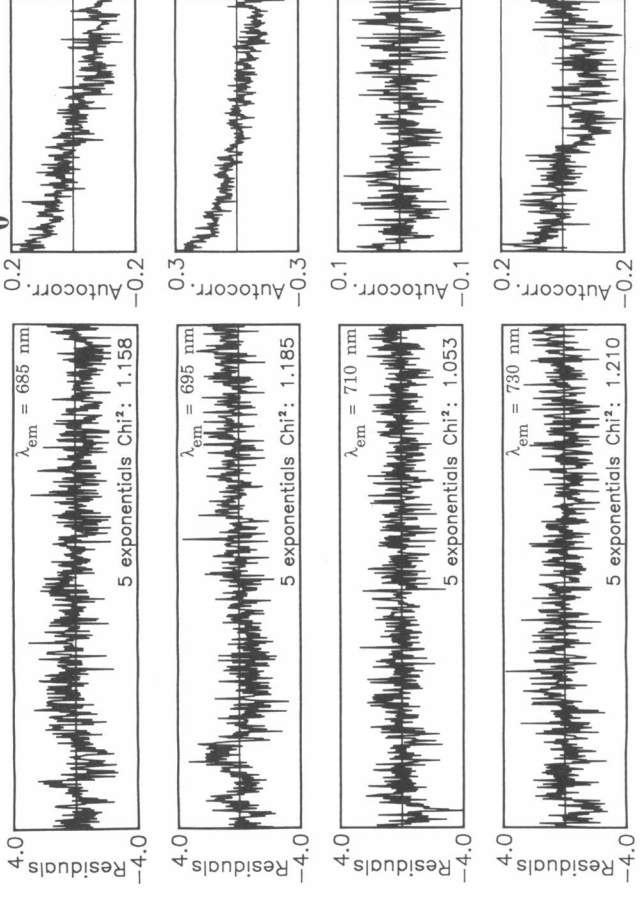 0.2
Autocorr.
−0.2
0.3
Autocorr.
−0.3
0.1
Autocorr.
−0.1
0.2
Autocorr.
−0.2
4.0
Residuals
−4.0
λem = 685 nm
5 exponentials Chi²: 1.158
4.0
Residuals
−4.0
λem = 695 nm
5 exponentials Chi²: 1.185
4.0
Residuals
−4.0
λem = 710 nm
5 exponentials Chi²: 1.053
4.0
Residuals
−4.0
λem = 730 nm
5 exponentials Chi²: 1.210